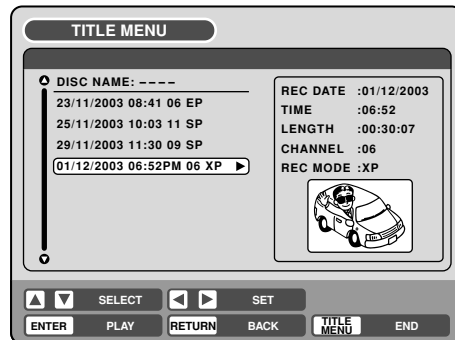 TITLE MENU
DISC NAME: ----
23/11/2003 08:41 06 EP
25/11/2003 10:03 11 SP
29/11/2003 11:30 09 SP
01/12/2003 06:52PM 06 XP
REC DATE :01/12/2003
TIME :06:52
LENGTH :00:30:07
CHANNEL :06
REC MODE :XP
SELECT SET
ENTER PLAY RETURN BACK TITLE MENU END